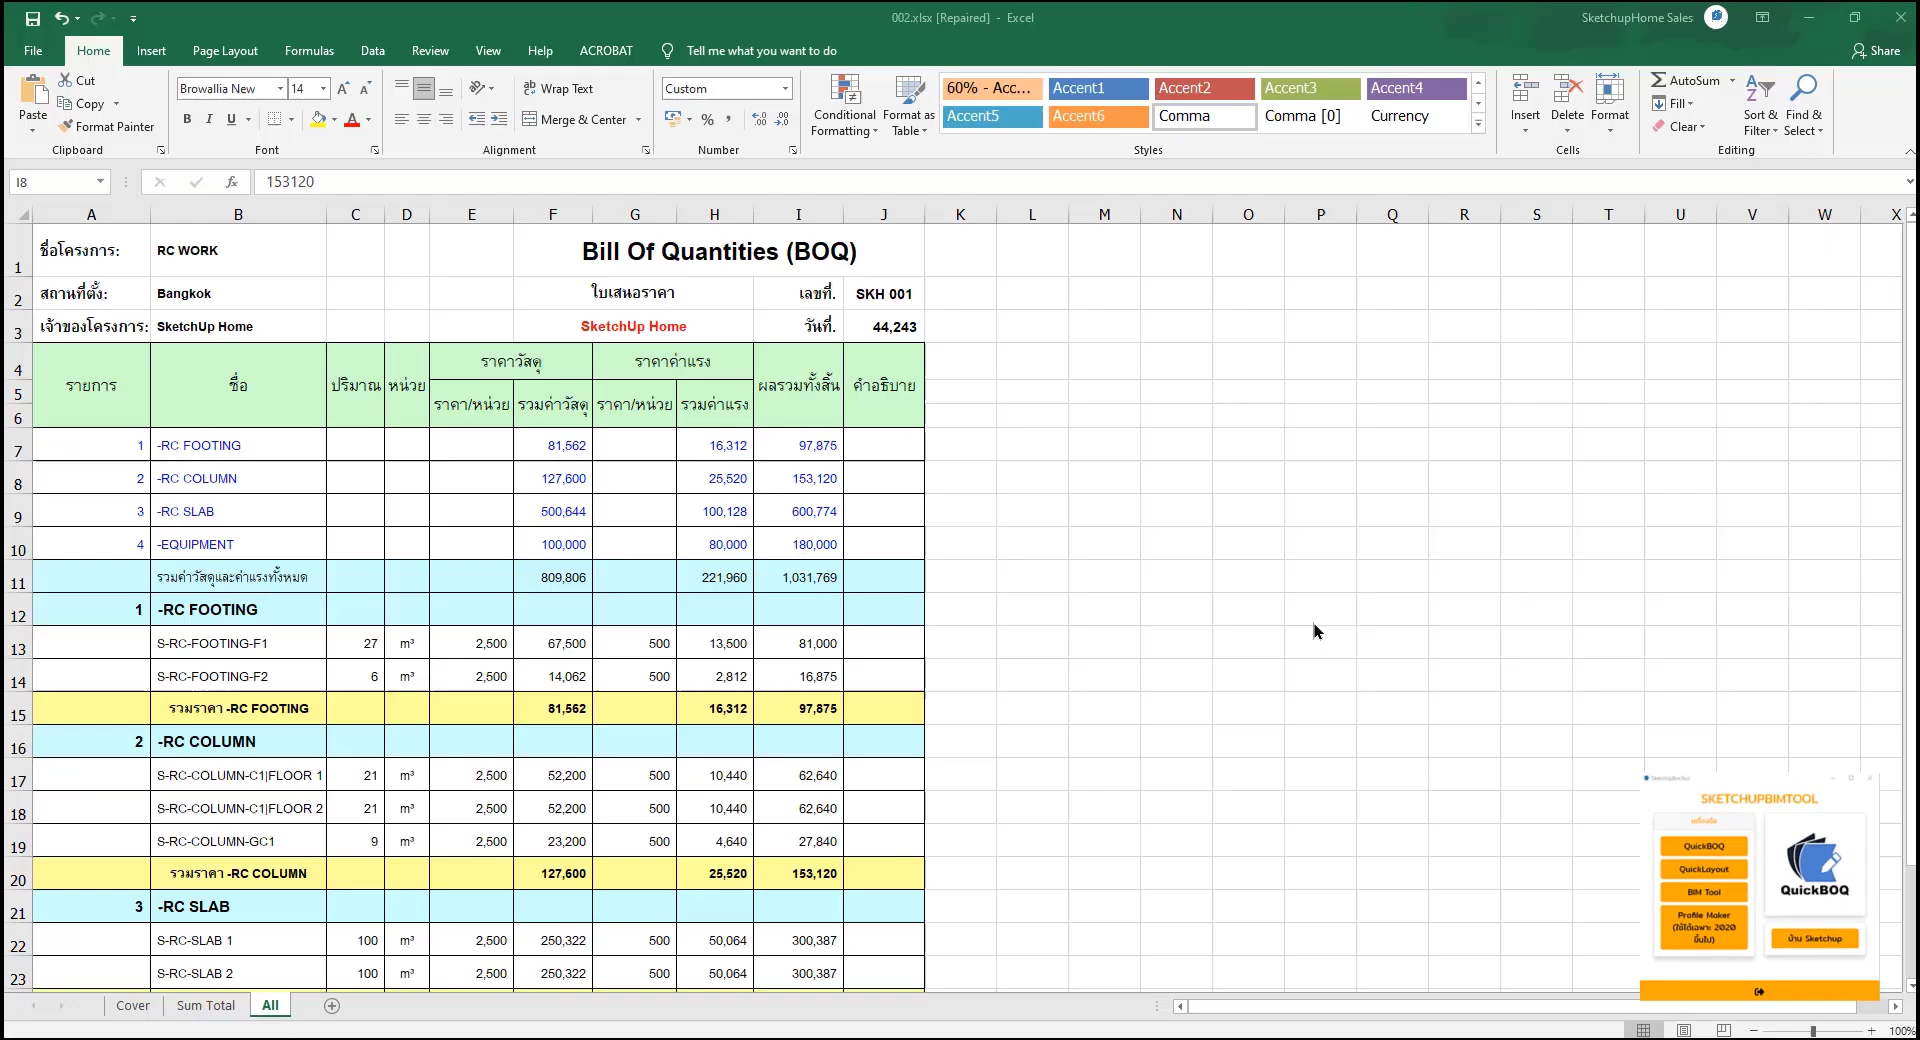 002.xlsx [Repaired] - Excel
SketchupHome Sales
File Home Insert Page Layout Formulas Data Review View Help ACROBAT Tell me what you want to do Share
Paste Cut Copy Format Painter Clipboard
Browallia New 14 B I U Font
ab Wrap Text Merge & Center Alignment
Custom % Number
Conditional Formatting Format as Table
60% - Acc... Accent1 Accent2 Accent3 Accent4
Accent5 Accent6 Comma Comma [0] Currency
Styles
Insert Delete Format Cells
AutoSum Fill Clear Sort & Filter Find & Select Editing
I8 fx 153120
A B C D E F G H I J K L M N O P Q R S T U V W X
1 ชื่อโครงการ: RC WORK Bill Of Quantities (BOQ)
2 สถานที่ตั้ง: Bangkok ใบเสนอราคา เลขที่. SKH 001
3 เจ้าของโครงการ: SketchUp Home SketchUp Home วันที่. 44,243
4 ราคาวัสดุ ราคาค่าแรง
5 รายการ ชื่อ ปริมาณ หน่วย ผลรวมทั้งสิ้น คำอธิบาย
6 ราคา/หน่วย รวมค่าวัสดุ ราคา/หน่วย รวมค่าแรง
7 1 -RC FOOTING 81,562 16,312 97,875
8 2 -RC COLUMN 127,600 25,520 153,120
9 3 -RC SLAB 500,644 100,128 600,774
10 4 -EQUIPMENT 100,000 80,000 180,000
11 รวมค่าวัสดุและค่าแรงทั้งหมด 809,806 221,960 1,031,769
12 1 -RC FOOTING
13 S-RC-FOOTING-F1 27 m³ 2,500 67,500 500 13,500 81,000
14 S-RC-FOOTING-F2 6 m³ 2,500 14,062 500 2,812 16,875
15 รวมราคา -RC FOOTING 81,562 16,312 97,875
16 2 -RC COLUMN
17 S-RC-COLUMN-C1|FLOOR 1 21 m³ 2,500 52,200 500 10,440 62,640
18 S-RC-COLUMN-C1|FLOOR 2 21 m³ 2,500 52,200 500 10,440 62,640
19 S-RC-COLUMN-GC1 9 m³ 2,500 23,200 500 4,640 27,840
20 รวมราคา -RC COLUMN 127,600 25,520 153,120
21 3 -RC SLAB
22 S-RC-SLAB 1 100 m³ 2,500 250,322 500 50,064 300,387
23 S-RC-SLAB 2 100 m³ 2,500 250,322 500 50,064 300,387
SKETCHUPBIMTOOL
เครื่องมือ
QuickBOQ
QuickLayout
BIM Tool
Profile Maker
(ใช้ได้เฉพาะ 2020
ขึ้นไป)
QuickBOQ
บ้าน Sketchup
Cover Sum Total All
100%